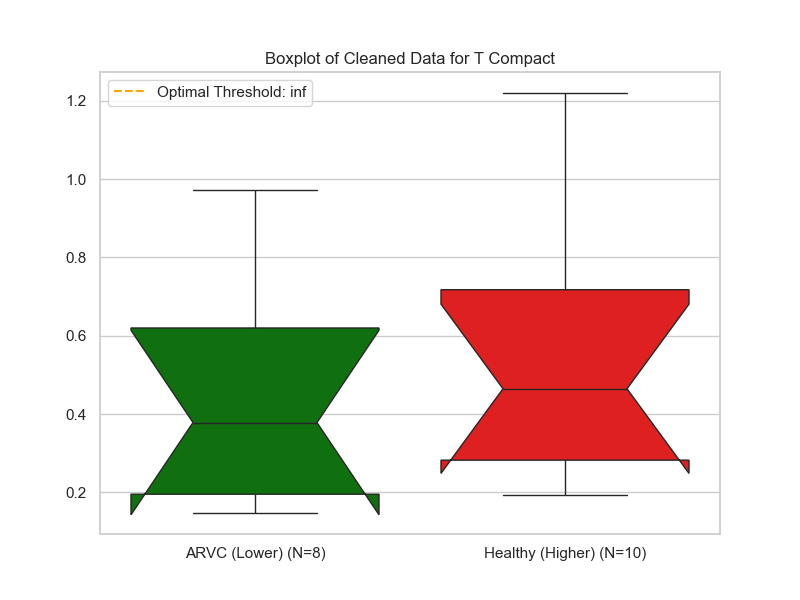 Boxplot of Cleaned Data for T Compact
Optimal Threshold: inf
1.2
1.0
0.8
0.6
0.4
0.2
ARVC (Lower) (N=8)
Healthy (Higher) (N=10)